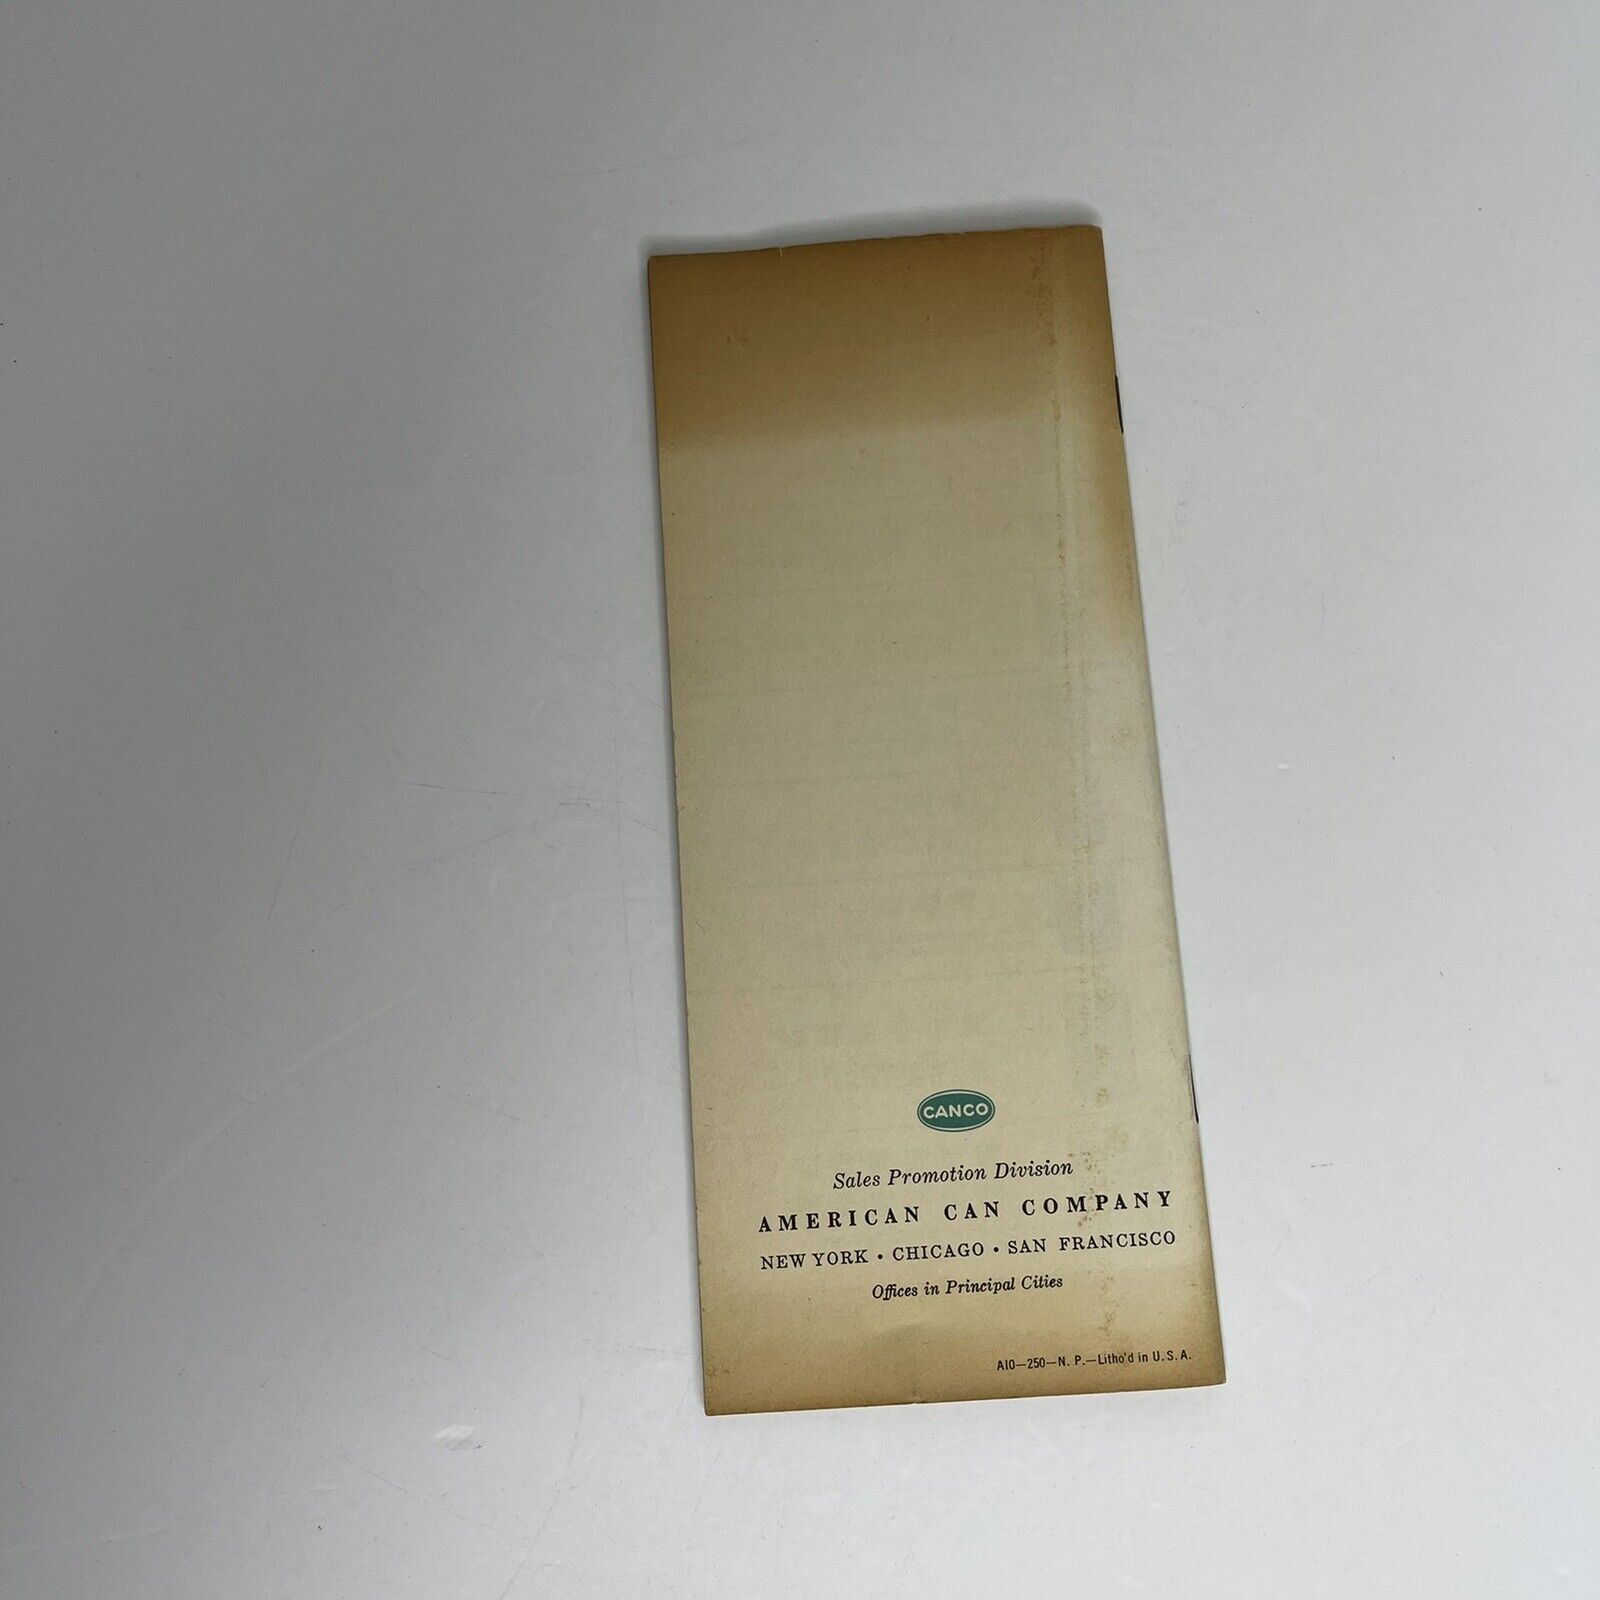 CANCO
Sales Promotion Division
AMERICAN CAN COMPANY
NEW YORK • CHICAGO • SAN FRANCISCO
Offices in Principal Cities
A10—250—N. P.—Litho'd in U. S. A.